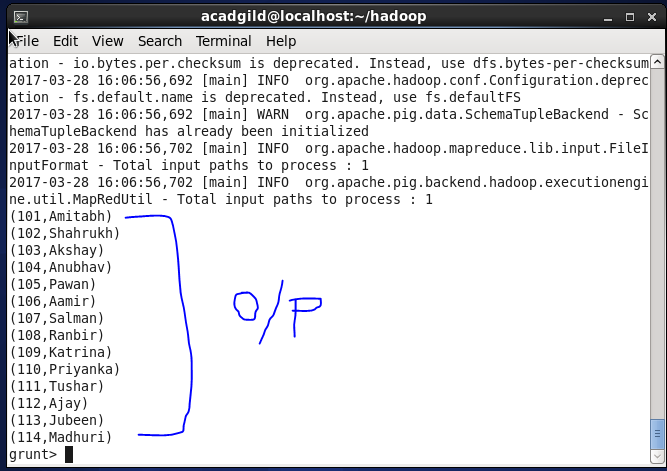 acadgild@localhost:~/hadoop
File Edit View Search Terminal Help
ation - io.bytes.per.checksum is deprecated. Instead, use dfs.bytes-per-checksum
2017-03-28 16:06:56,692 [main] INFO  org.apache.hadoop.conf.Configuration.deprec
ation - fs.default.name is deprecated. Instead, use fs.defaultFS
2017-03-28 16:06:56,692 [main] WARN  org.apache.pig.data.SchemaTupleBackend - Sc
hemaTupleBackend has already been initialized
2017-03-28 16:06:56,702 [main] INFO  org.apache.hadoop.mapreduce.lib.input.FileI
nputFormat - Total input paths to process : 1
2017-03-28 16:06:56,702 [main] INFO  org.apache.pig.backend.hadoop.executionengi
ne.util.MapRedUtil - Total input paths to process : 1
(101,Amitabh)
(102,Shahrukh)
(103,Akshay)
(104,Anubhav)
(105,Pawan)
(106,Aamir)
O/P
(107,Salman)
(108,Ranbir)
(109,Katrina)
(110,Priyanka)
(111,Tushar)
(112,Ajay)
(113,Jubeen)
(114,Madhuri)
grunt>